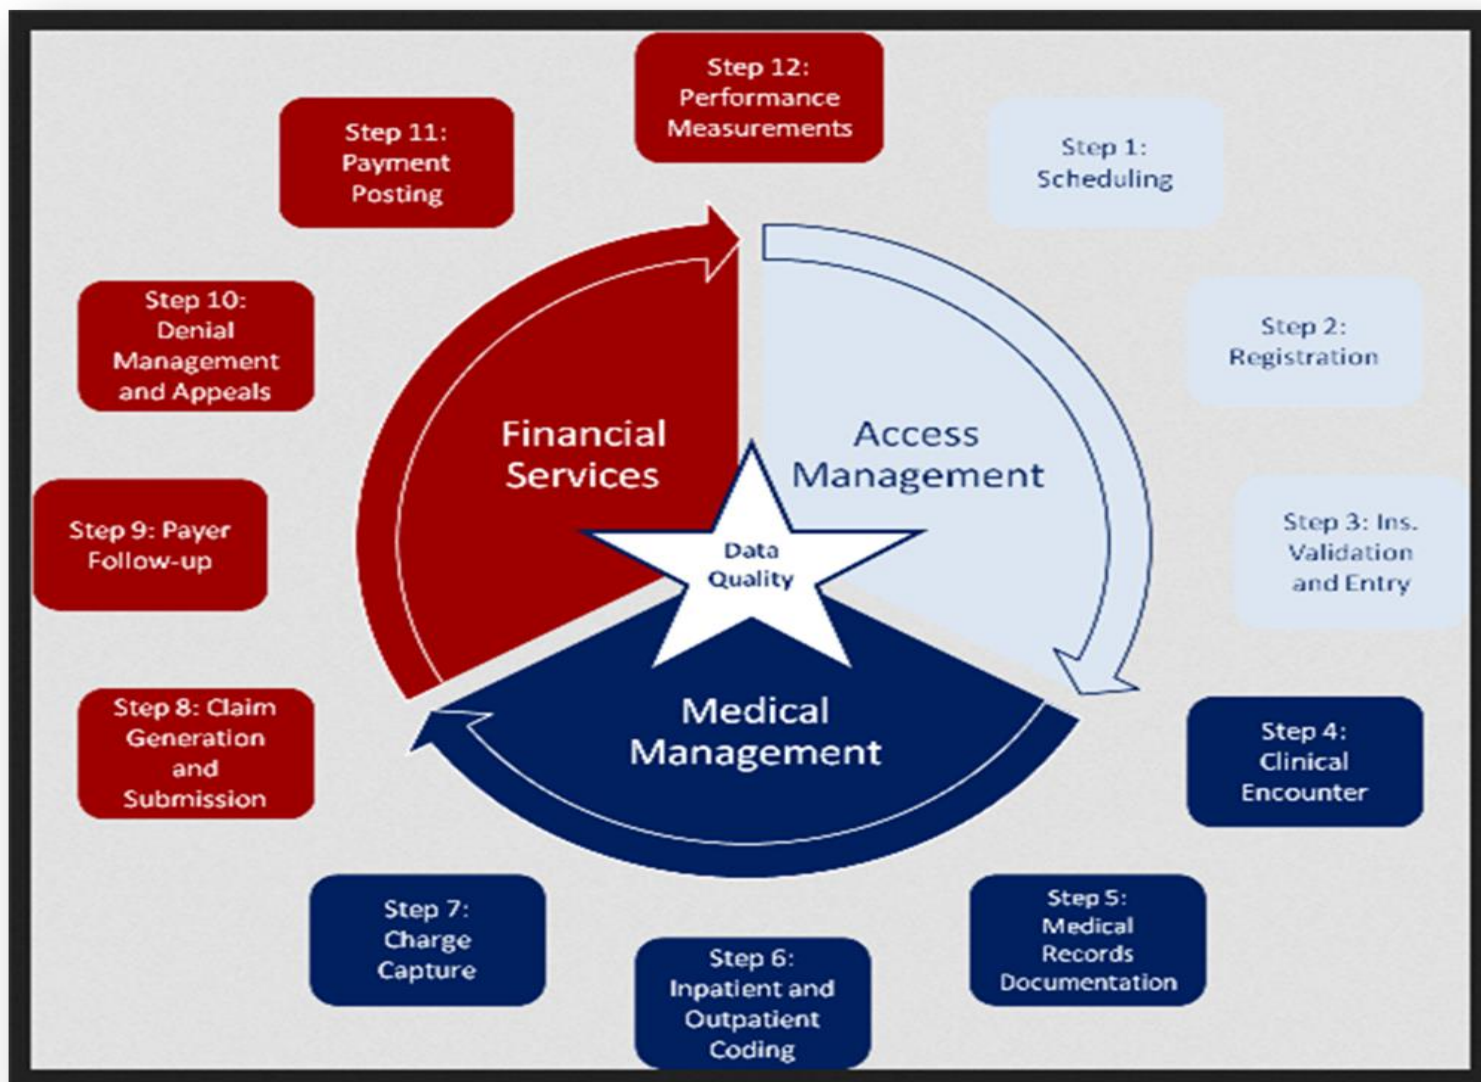 Step 12:
Performance
Measurements
Step 1:
Scheduling
Step 2:
Registration
Step 3: Ins.
Validation
and Entry
Step 4:
Clinical
Encounter
Step 5:
Medical
Records
Documentation
Step 6:
Inpatient and
Outpatient
Coding
Step 7:
Charge
Capture
Step 8: Claim
Generation
and
Submission
Step 9: Payer
Follow-up
Step 10:
Denial
Management
and Appeals
Step 11:
Payment
Posting
Financial
Services
Access
Management
Data
Quality
Medical
Management